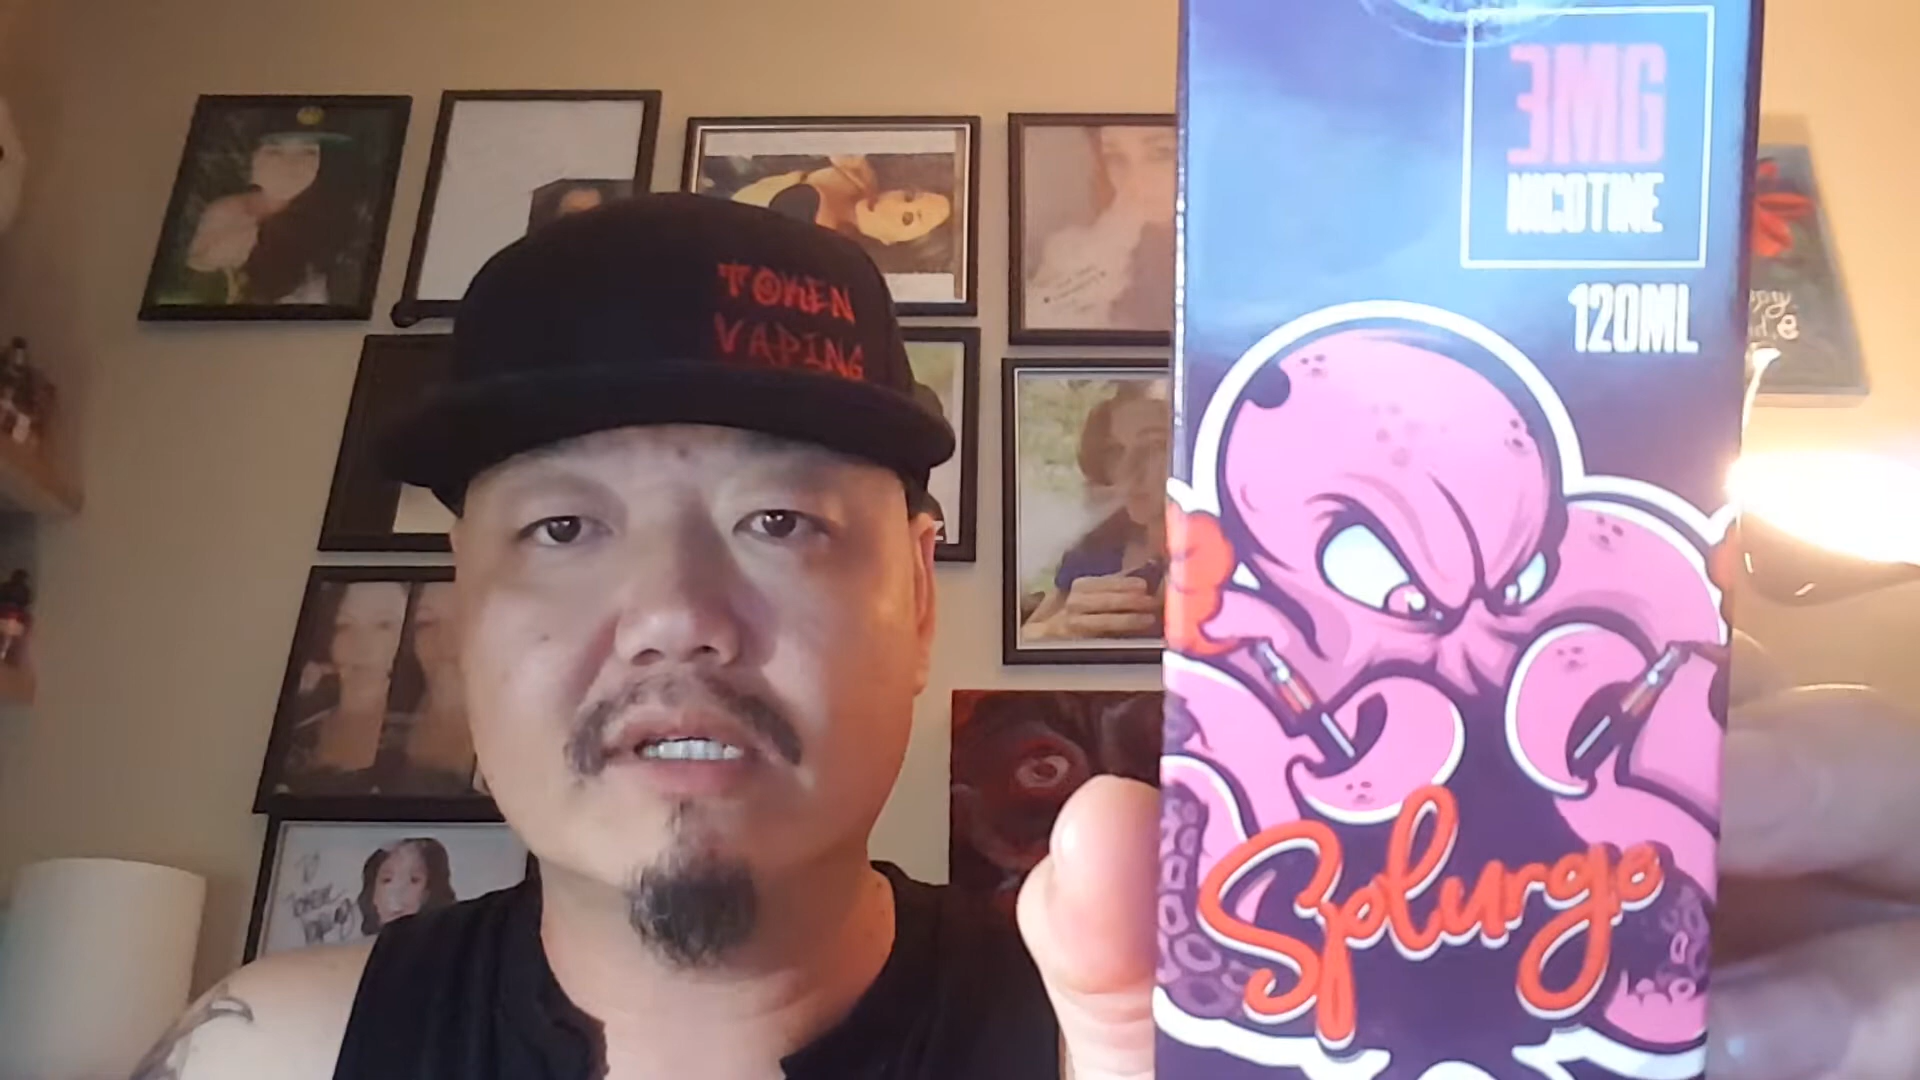 TOKEN
VAPING
3MG
NICOTINE
120ML
Splurge